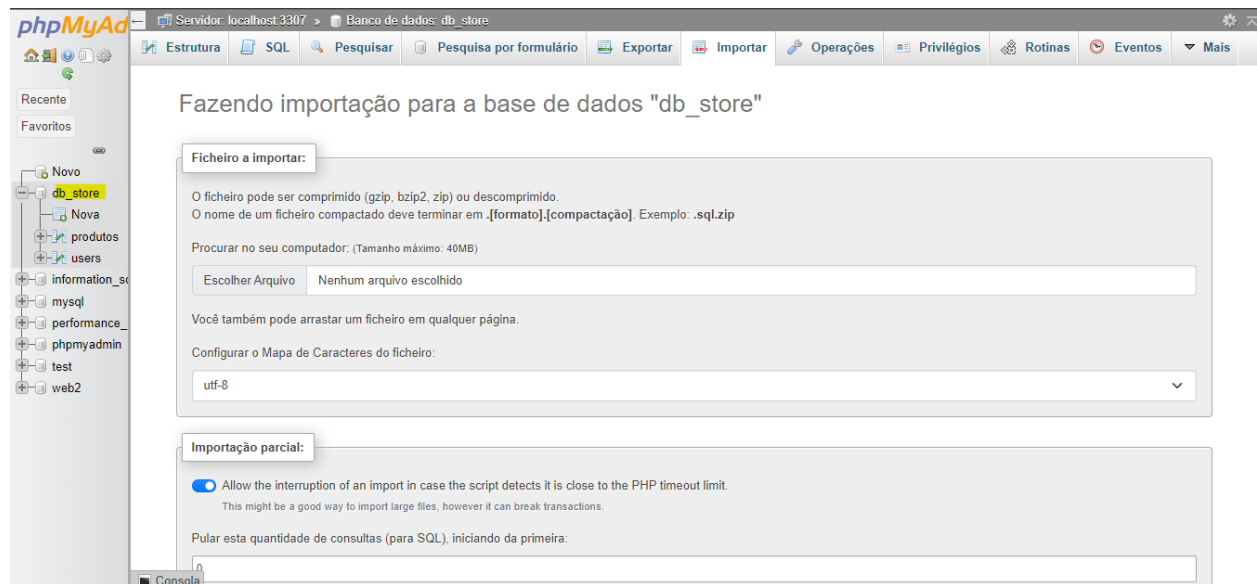 phpMyAd
Servidor: localhost:3307 » Banco de dados: db_store
Estrutura SQL Pesquisar Pesquisa por formulário Exportar Importar Operações Privilégios Rotinas Eventos Mais
Recente
Favoritos
Novo
db_store
Nova
produtos
users
information_s
mysql
performance_
phpmyadmin
test
web2
Fazendo importação para a base de dados "db_store"
Ficheiro a importar:
O ficheiro pode ser comprimido (gzip, bzip2, zip) ou descomprimido.
O nome de um ficheiro compactado deve terminar em .[formato].[compactação]. Exemplo: .sql.zip
Procurar no seu computador: (Tamanho máximo: 40MB)
Escolher Arquivo Nenhum arquivo escolhido
Você também pode arrastar um ficheiro em qualquer página.
Configurar o Mapa de Caracteres do ficheiro:
utf-8
Importação parcial:
Allow the interruption of an import in case the script detects it is close to the PHP timeout limit.
This might be a good way to import large files, however it can break transactions.
Pular esta quantidade de consultas (para SQL), iniciando da primeira:
0
Consola